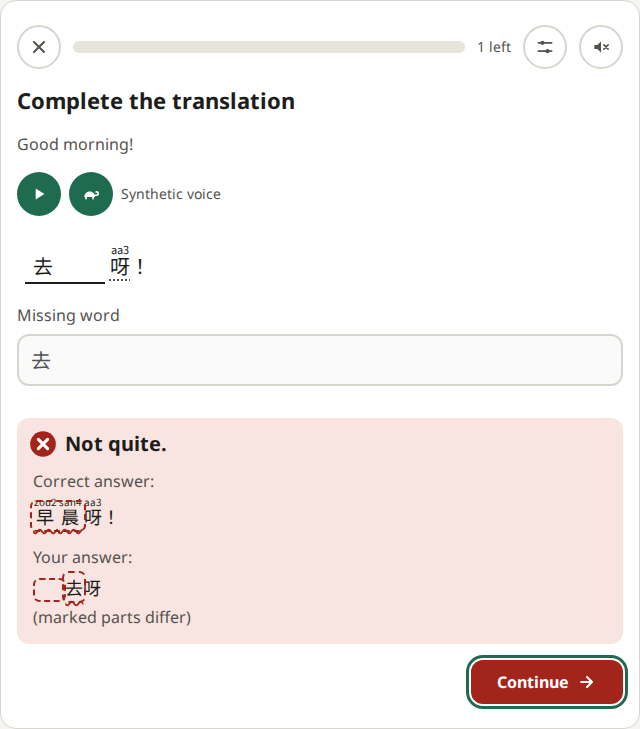 1 left
Complete the translation
Good morning!
Synthetic voice
aa3
去 呀！
Missing word
去
Not quite.
Correct answer:
zou2 san4 aa3
早晨呀！
Your answer:
去呀
(marked parts differ)
Continue